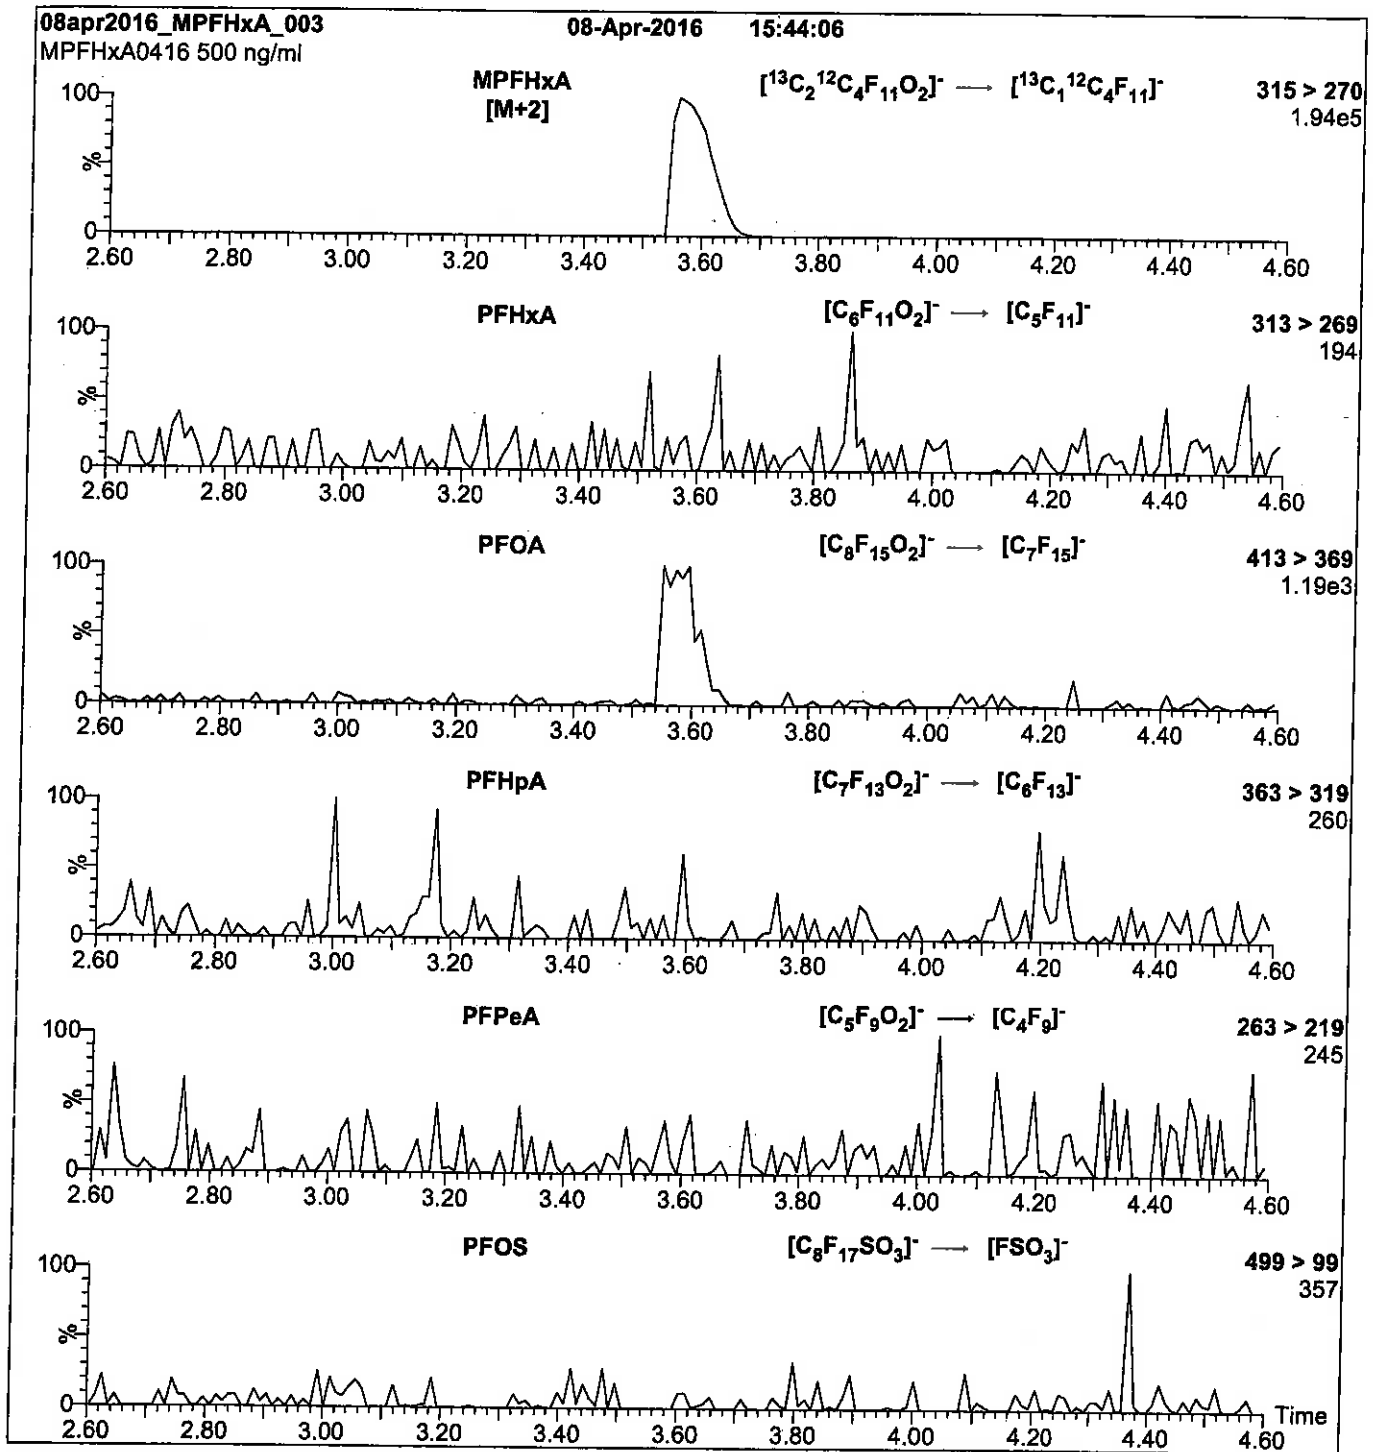 08apr2016_MPFHxA_003 08-Apr-2016 15:44:06
MPFHxA0416 500 ng/ml
MPFHxA [¹³C₂¹²C₄F₁₁O₂]⁻ → [¹³C₁¹²C₄F₁₁]⁻ 315 > 270
[M+2] 1.94e5
100
%
0
2.60 2.80 3.00 3.20 3.40 3.60 3.80 4.00 4.20 4.40 4.60
PFHxA [C₆F₁₁O₂]⁻ → [C₅F₁₁]⁻ 313 > 269
194
100
%
0
2.60 2.80 3.00 3.20 3.40 3.60 3.80 4.00 4.20 4.40 4.60
PFOA [C₈F₁₅O₂]⁻ → [C₇F₁₅]⁻ 413 > 369
1.19e3
100
%
0
2.60 2.80 3.00 3.20 3.40 3.60 3.80 4.00 4.20 4.40 4.60
PFHpA [C₇F₁₃O₂]⁻ → [C₆F₁₃]⁻ 363 > 319
260
100
%
0
2.60 2.80 3.00 3.20 3.40 3.60 3.80 4.00 4.20 4.40 4.60
PFPeA [C₅F₉O₂]⁻ → [C₄F₉]⁻ 263 > 219
245
100
%
0
2.60 2.80 3.00 3.20 3.40 3.60 3.80 4.00 4.20 4.40 4.60
PFOS [C₈F₁₇SO₃]⁻ → [FSO₃]⁻ 499 > 99
357
100
%
0
2.60 2.80 3.00 3.20 3.40 3.60 3.80 4.00 4.20 4.40 4.60 Time